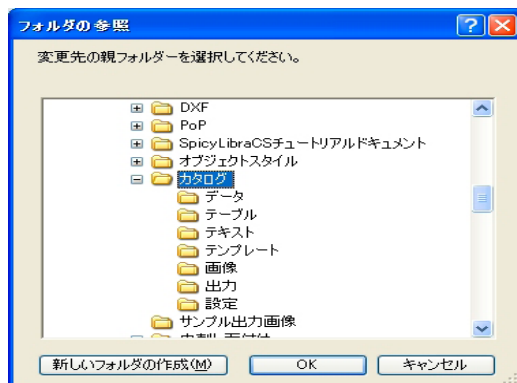 フォルダの参照
変更先の親フォルダーを選択してください。
DXF
PoP
SpicyLibraCSチュートリアルドキュメント
オブジェクトスタイル
カタログ
データ
テーブル
テキスト
テンプレート
画像
出力
設定
サンプル出力画像
新しいフォルダの作成(M)
OK
キャンセル